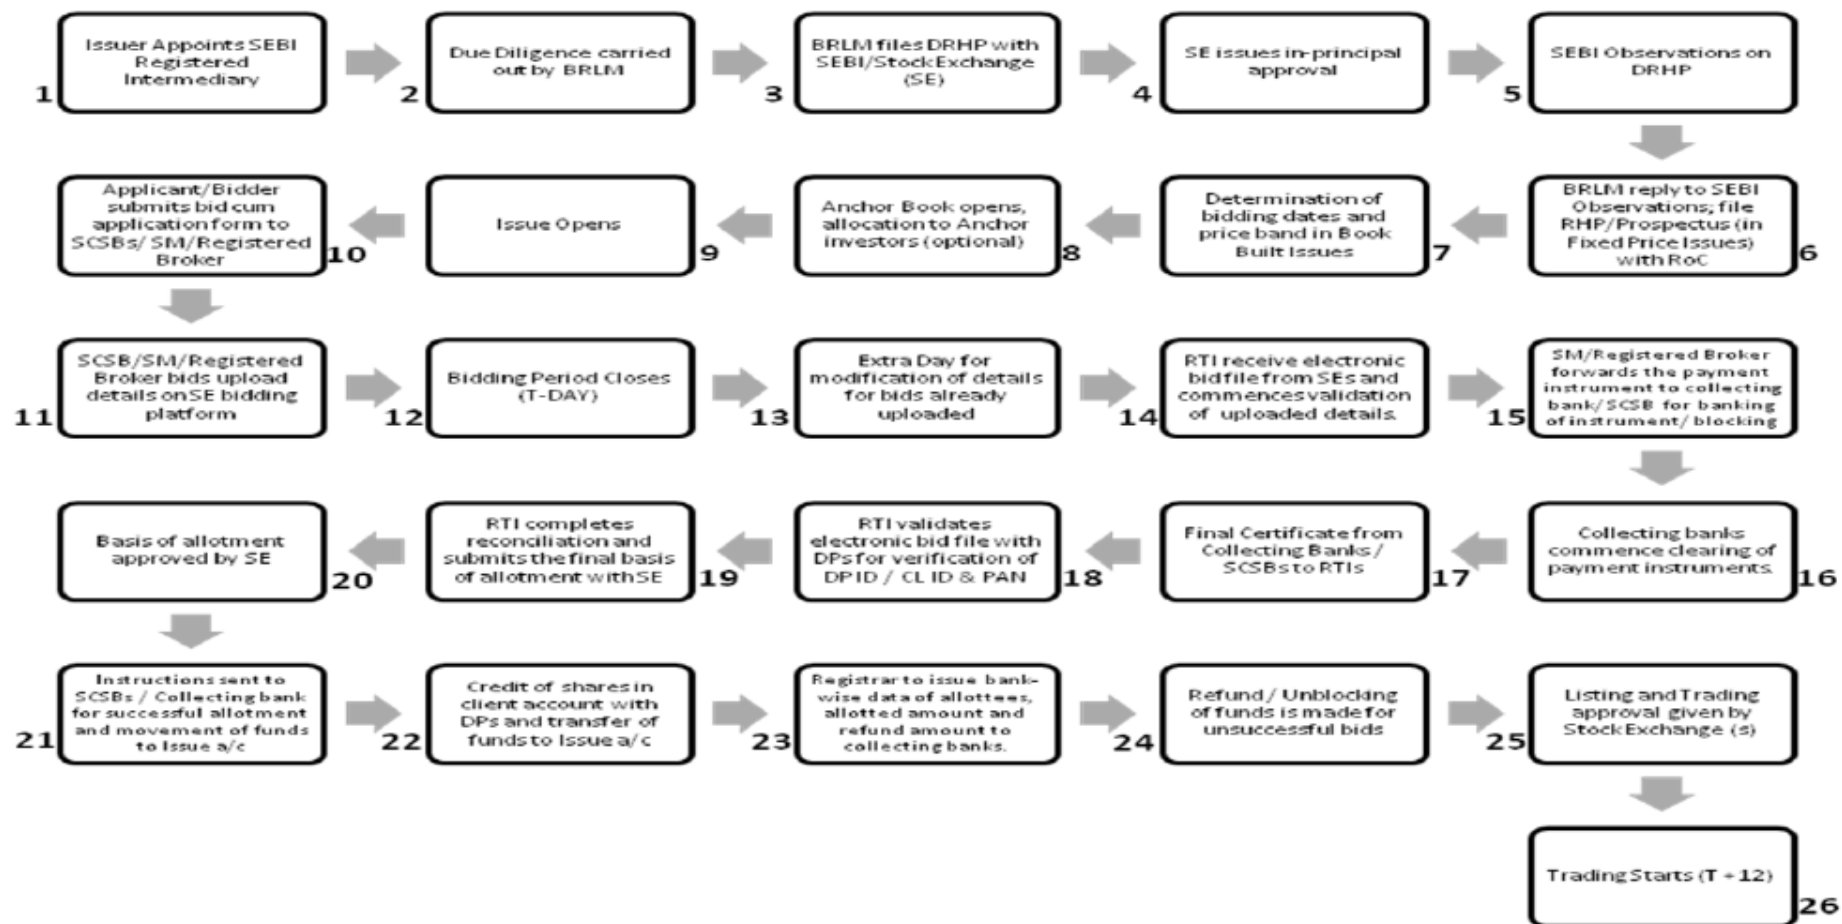 Issuer Appoints SEBI
Registered
Intermediary
1
Due Diligence carried
out by BRLM
2
BRLM files DRHP with
SEBI/Stock Exchange
(SE)
3
SE issues in-principal
approval
4
SEBI Observations on
DRHP
5
BRLM reply to SEBI
Observations; file
RHP/Prospectus (in
Fixed Price Issues)
with RoC
6
Determination of
bidding dates and
price band in Book
Built Issues
7
Anchor Book opens,
allocation to Anchor
investors (optional)
8
Issue Opens
9
Applicant/Bidder
submits bid cum
application form to
SCSBs/ SM/Registered
Broker
10
SCSB/SM/Registered
Broker bids upload
details on SE bidding
platform
11
Bidding Period Closes
(T-DAY)
12
Extra Day for
modification of details
for bids already
uploaded
13
RTI receive electronic
bid file from SEs and
commences validation
of uploaded details.
14
SM/Registered Broker
forwards the payment
instrument to collecting
bank/SCSB for banking
of instrument/ blocking
15
Collecting banks
commence clearing of
payment instruments.
16
Final Certificate from
Collecting Banks /
SCSBs to RTIs
17
RTI validates
electronic bid file with
DPs for verification of
DP ID / CL ID & PAN
18
RTI completes
reconciliation and
submits the final basis
of allotment with SE
19
Basis of allotment
approved by SE
20
Instructions sent to
SCSBs / Collecting bank
for successful allotment
and movement of funds
to Issue a/c
21
Credit of shares in
client account with
DPs and transfer of
funds to Issue a/c
22
Registrar to issue bank-
wise data of allottees,
allotted amount and
refund amount to
collecting banks.
23
Refund / Unblocking
of funds is made for
unsuccessful bids
24
Listing and Trading
approval given by
Stock Exchange (s)
25
Trading Starts (T + 12)
26